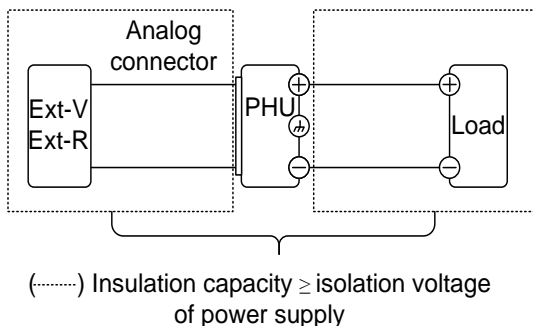 Analog
connector
Ext-V
Ext-R
PHU
+
+
Load
−
−
(........) Insulation capacity ≥ isolation voltage
of power supply